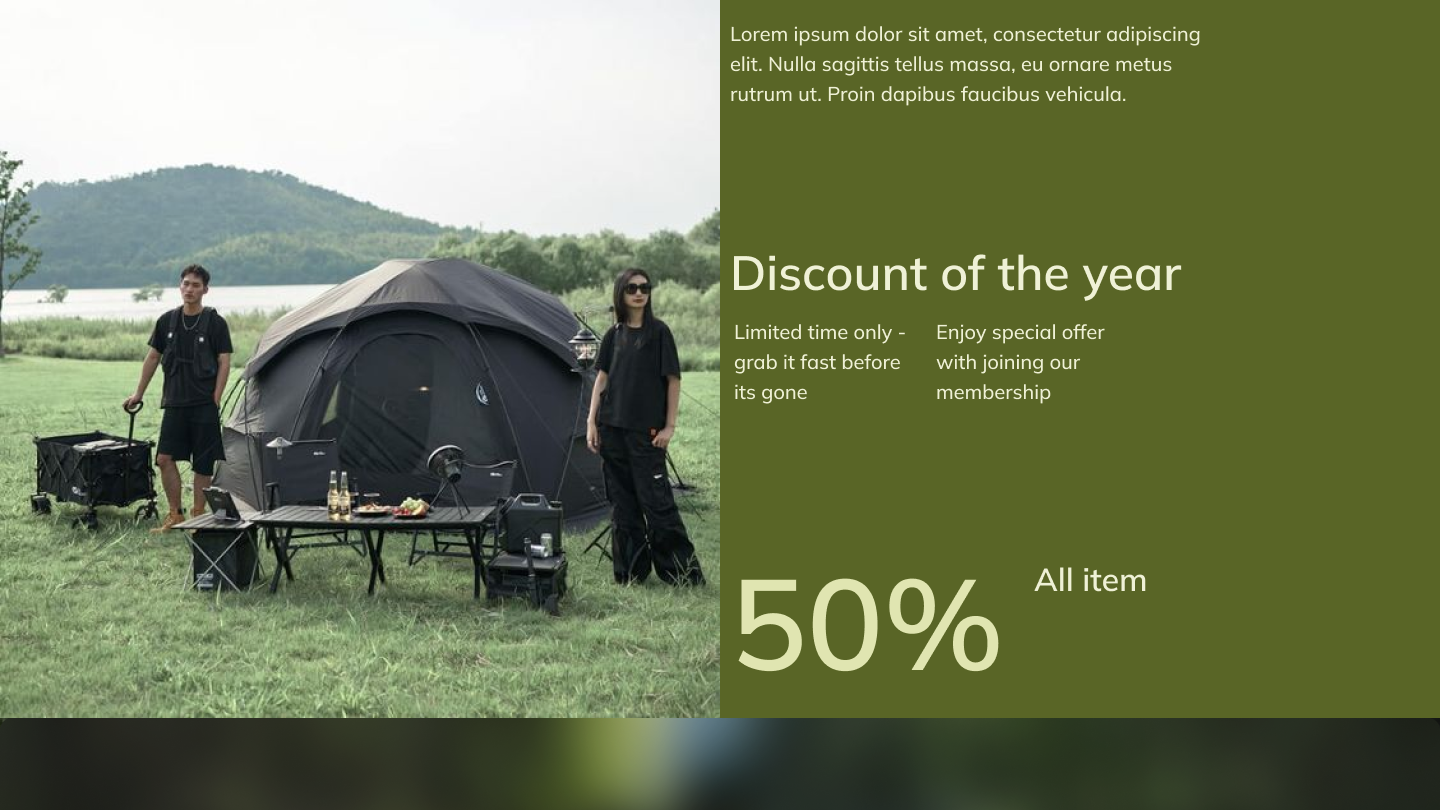 Lorem ipsum dolor sit amet, consectetur adipiscing
elit. Nulla sagittis tellus massa, eu ornare metus
rutrum ut. Proin dapibus faucibus vehicula.
Discount of the year
Limited time only -
grab it fast before
its gone
Enjoy special offer
with joining our
membership
50%
All item